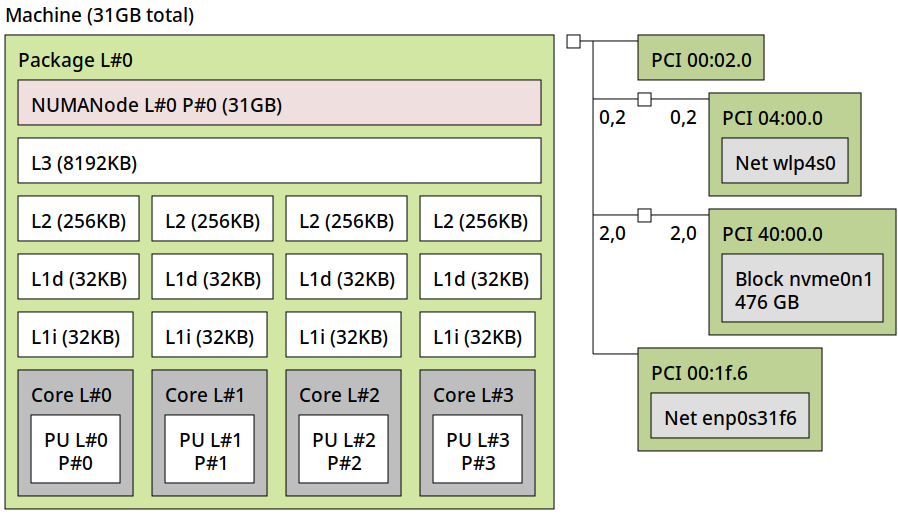 Machine (31GB total)
Package L#0
NUMANode L#0 P#0 (31GB)
L3 (8192KB)
L2 (256KB) L2 (256KB) L2 (256KB) L2 (256KB)
L1d (32KB) L1d (32KB) L1d (32KB) L1d (32KB)
L1i (32KB) L1i (32KB) L1i (32KB) L1i (32KB)
Core L#0 Core L#1 Core L#2 Core L#3
PU L#0 PU L#1 PU L#2 PU L#3
P#0 P#1 P#2 P#3
PCI 00:02.0
0,2 0,2 PCI 04:00.0
Net wlp4s0
2,0 2,0 PCI 40:00.0
Block nvme0n1
476 GB
PCI 00:1f.6
Net enp0s31f6